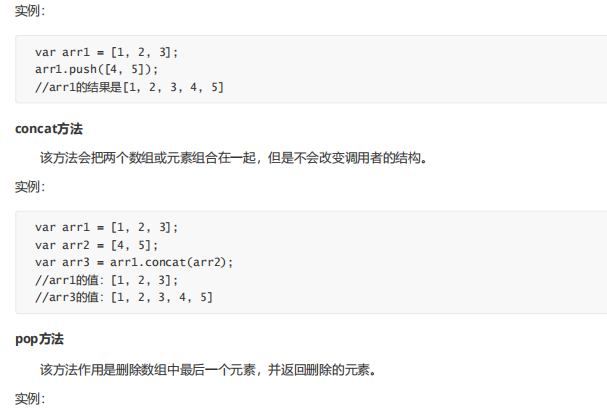 实例：
var arr1 = [1, 2, 3];
arr1.push([4, 5]);
//arr1的结果是[1, 2, 3, 4, 5]
concat方法
该方法会把两个数组或元素组合在一起，但是不会改变调用者的结构。
实例：
var arr1 = [1, 2, 3];
var arr2 = [4, 5];
var arr3 = arr1.concat(arr2);
//arr1的值：[1, 2, 3];
//arr3的值：[1, 2, 3, 4, 5]
pop方法
该方法作用是删除数组中最后一个元素，并返回删除的元素。
实例：